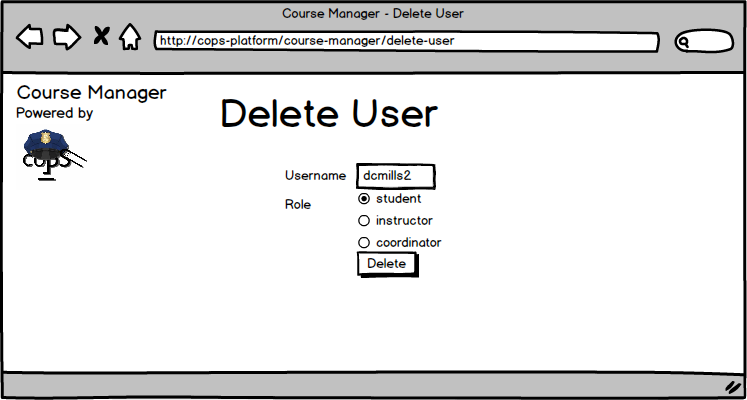 Course Manager - Delete User
http://cops-platform/course-manager/delete-user
Course Manager
Powered by
COPS
Delete User
Username dcmills2
Role student
instructor
coordinator
Delete